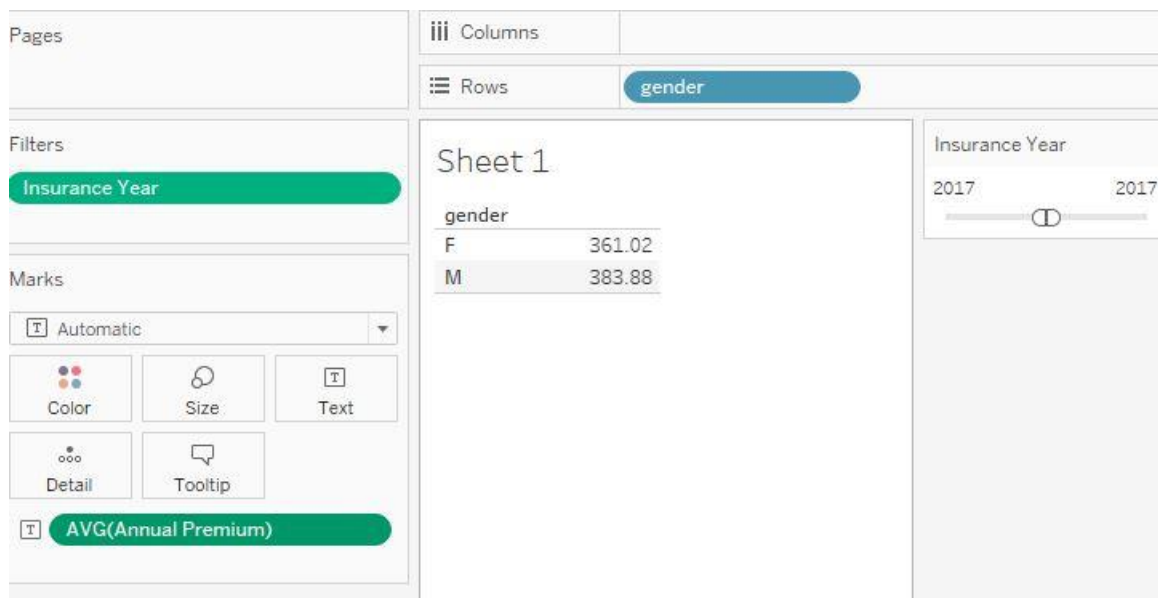 Pages
Columns
Rows
gender
Filters
Insurance Year
Marks
T Automatic
Color
Size
T
Text
Detail
Tooltip
T AVG(Annual Premium)
Sheet 1
gender
F 361.02
M 383.88
Insurance Year
2017 2017